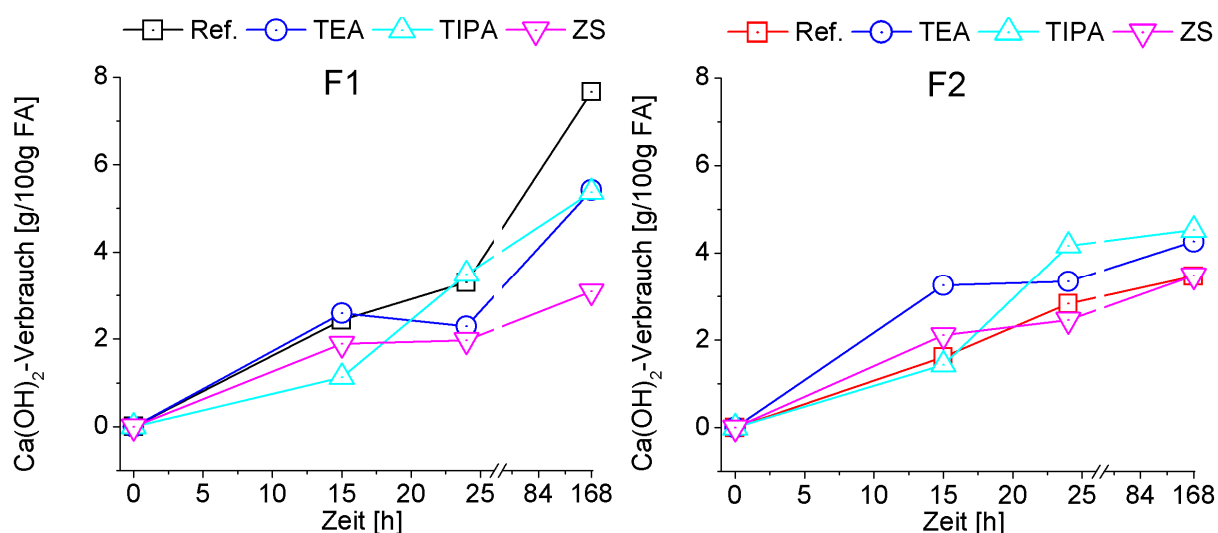 Ref. TEA TIPA ZS
F1
Ca(OH)₂-Verbrauch [g/100g FA]
8
6
4
2
0
0 5 10 15 20 25 84 168
Zeit [h]
Ref. TEA TIPA ZS
F2
Ca(OH)₂-Verbrauch [g/100g FA]
8
6
4
2
0
0 5 10 15 20 25 84 168
Zeit [h]